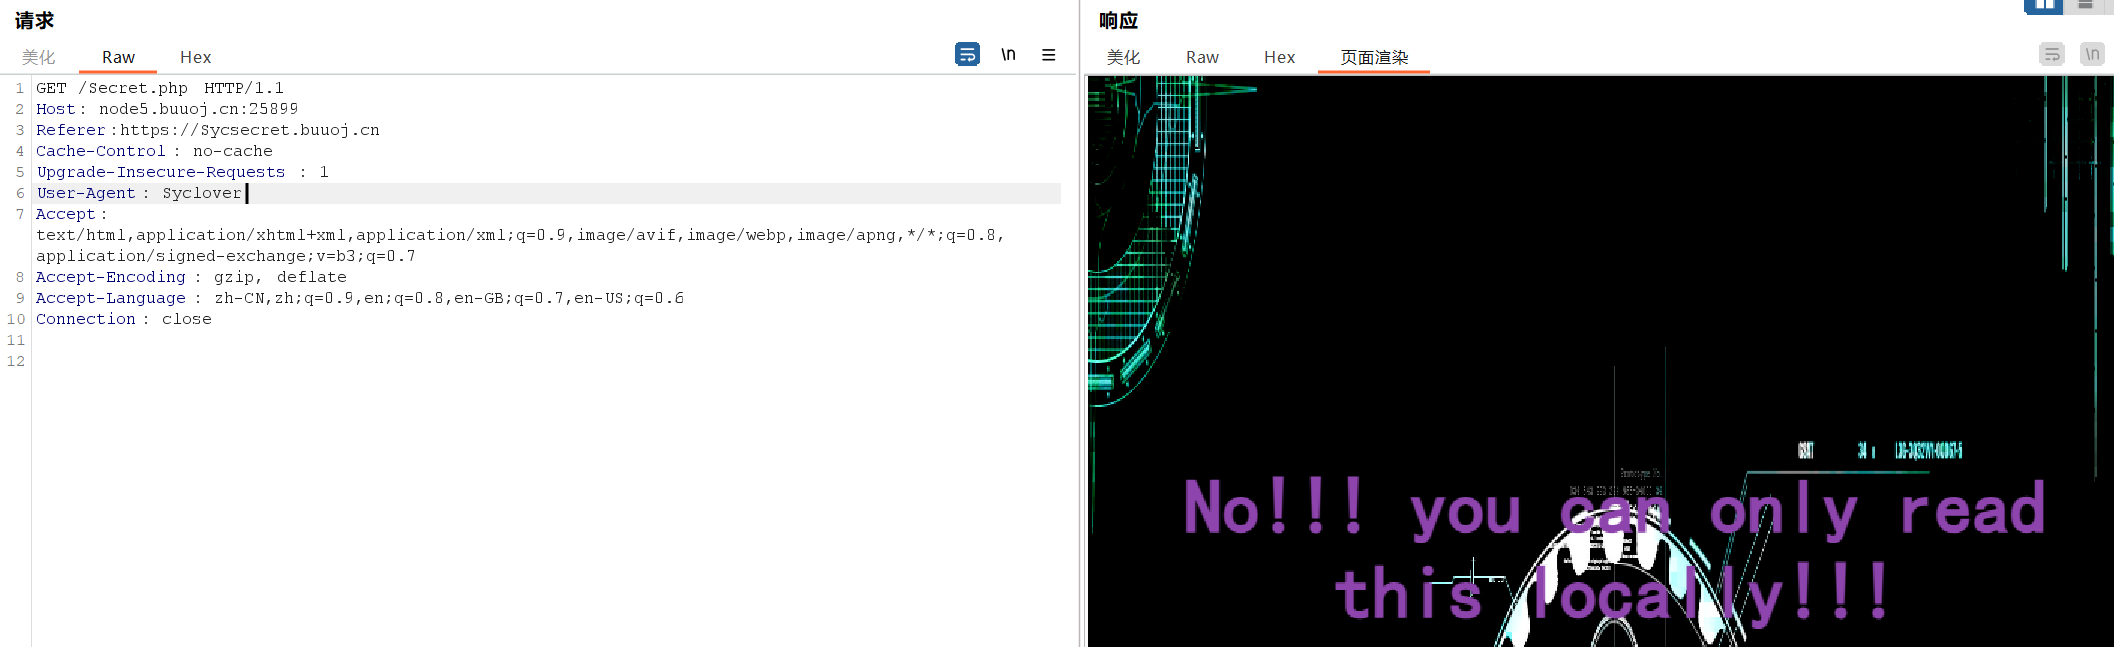 请求
美化 Raw Hex \n
1 GET /Secret.php HTTP/1.1
2 Host: node5.buuoj.cn:25899
3 Referer:https://Sycsecret.buuoj.cn
4 Cache-Control: no-cache
5 Upgrade-Insecure-Requests : 1
6 User-Agent: Syclover
7 Accept:
text/html,application/xhtml+xml,application/xml;q=0.9,image/avif,image/webp,image/apng,*/*;q=0.8,
application/signed-exchange;v=b3;q=0.7
8 Accept-Encoding: gzip, deflate
9 Accept-Language: zh-CN,zh;q=0.9,en;q=0.8,en-GB;q=0.7,en-US;q=0.6
10 Connection: close
11
12
响应
美化 Raw Hex 页面渲染 \n
No!!! you can only read
this locally!!!